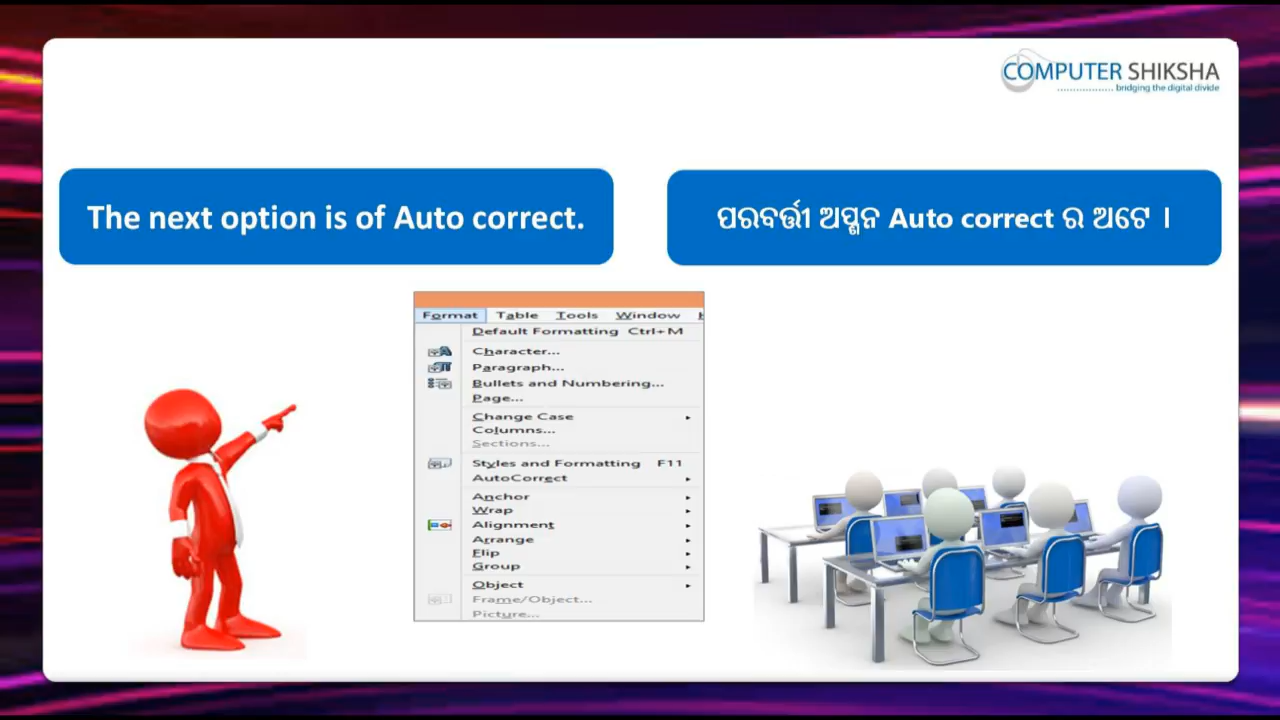 COMPUTER SHIKSHA
bridging the digital divide
The next option is of Auto correct.
ପରବର୍ତ୍ତୀ ଅପ୍ସନ Auto correct ର ଅଟେ ।
Format Table Tools Window
Default Formatting Ctrl+M
Character...
Paragraph...
Bullets and Numbering...
Page...
Change Case
Columns...
Sections...
Styles and Formatting F11
AutoCorrect
Anchor
Wrap
Alignment
Arrange
Flip
Group
Object
Frame/Object...
Picture...